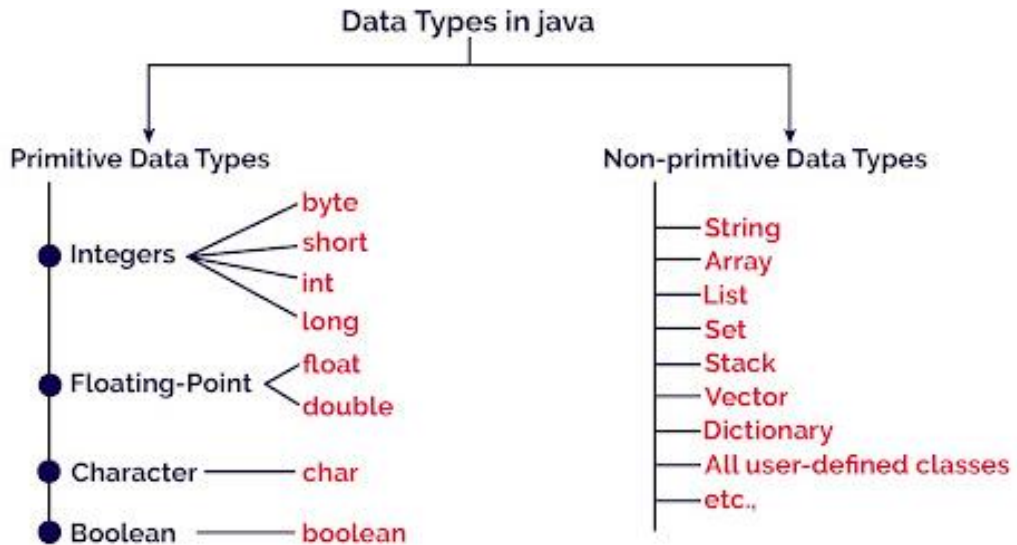 Data Types in java
Primitive Data Types
Integers
byte
short
int
long
Floating-Point
float
double
Character
char
Boolean
boolean
Non-primitive Data Types
String
Array
List
Set
Stack
Vector
Dictionary
All user-defined classes
etc.,